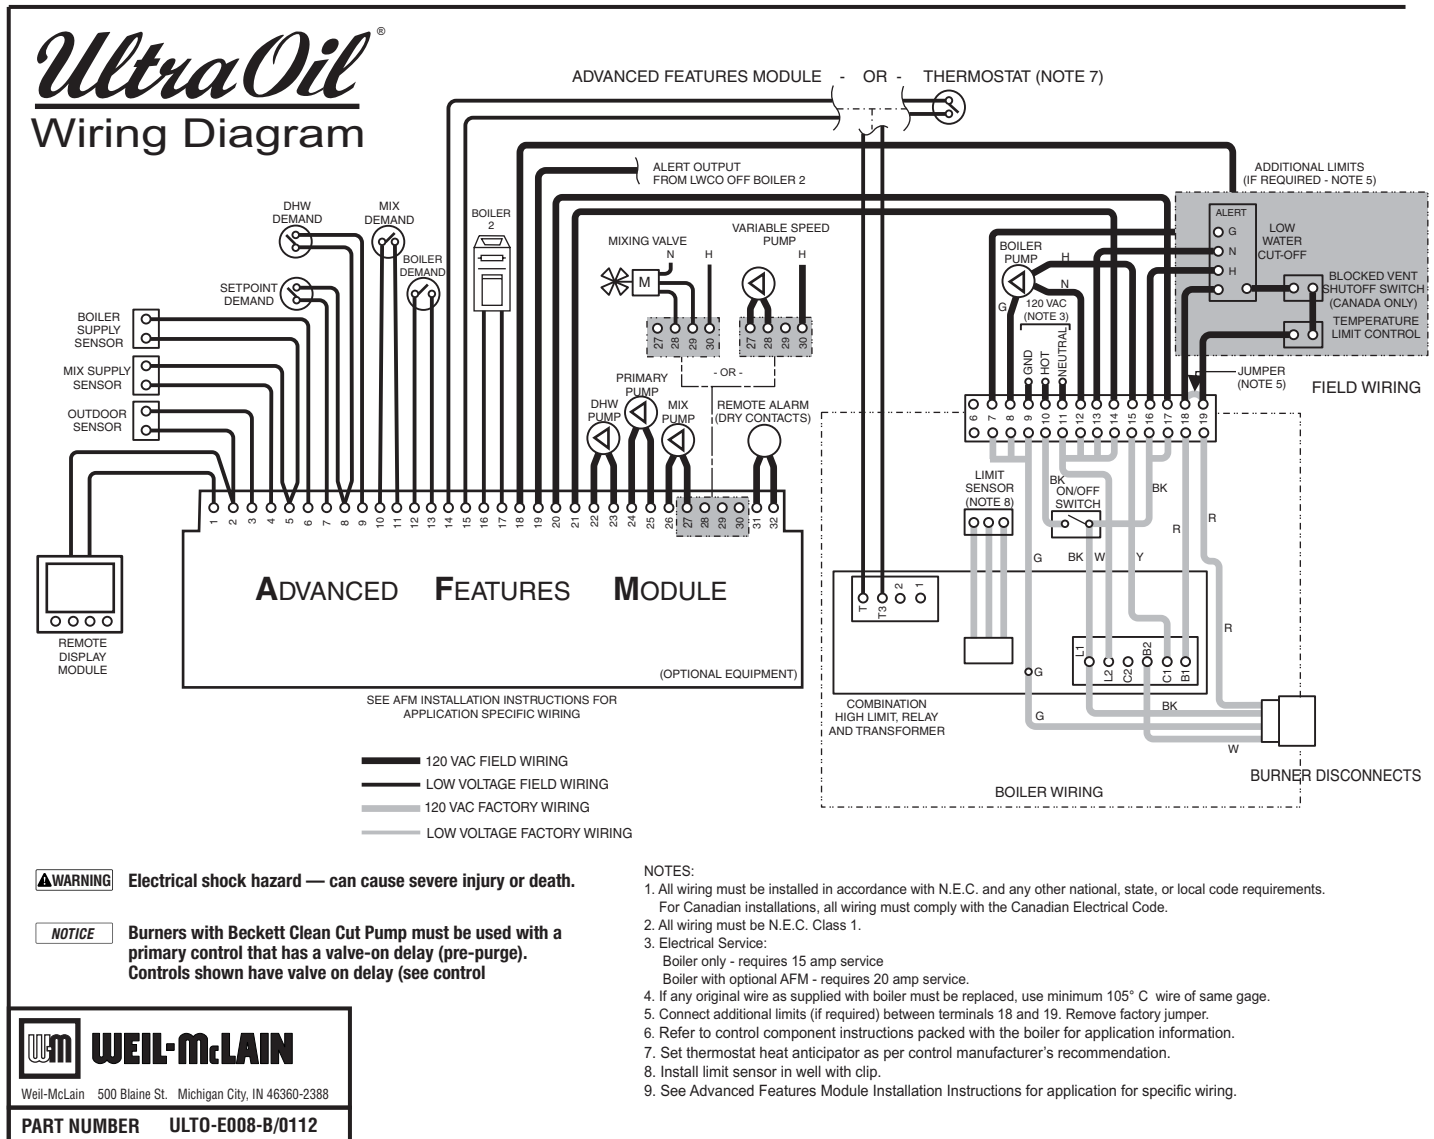 UltraOil®
Wiring Diagram
ADVANCED FEATURES MODULE - OR - THERMOSTAT (NOTE 7)
ALERT OUTPUT
FROM LWCO OFF BOILER 2
ADDITIONAL LIMITS
(IF REQUIRED - NOTE 5)
DHW
DEMAND
MIX
DEMAND
BOILER
2
BOILER
DEMAND
SETPOINT
DEMAND
BOILER
SUPPLY
SENSOR
MIX SUPPLY
SENSOR
OUTDOOR
SENSOR
MIXING VALVE
N
H
M
VARIABLE SPEED
PUMP
H
27 28 29 30
27 28 29 30
- OR -
PRIMARY
PUMP
DHW
PUMP
MIX
PUMP
REMOTE ALARM
(DRY CONTACTS)
BOILER
PUMP
H
N
G
120 VAC
(NOTE 3)
GND
HOT
NEUTRAL
ALERT
G
N
H
LOW
WATER
CUT-OFF
BLOCKED VENT
SHUTOFF SWITCH
(CANADA ONLY)
TEMPERATURE
LIMIT CONTROL
JUMPER
(NOTE 5)
FIELD WIRING
6 7 8 9 10 11 12 13 14 15 16 17 18 19
1 2 3 4 5 6 7 8 9 10 11 12 13 14 15 16 17 18 19 20 21 22 23 24 25 26 27 28 29 30 31 32
ADVANCED FEATURES MODULE
(OPTIONAL EQUIPMENT)
REMOTE
DISPLAY
MODULE
SEE AFM INSTALLATION INSTRUCTIONS FOR
APPLICATION SPECIFIC WIRING
LIMIT
SENSOR
(NOTE 8)
BK
ON/OFF
SWITCH
BK
R
R
G
BK
W
Y
T
T3
2
1
L1
L2
C2
B2
C1
B1
G
R
G
BK
W
COMBINATION
HIGH LIMIT, RELAY
AND TRANSFORMER
BURNER DISCONNECTS
BOILER WIRING
120 VAC FIELD WIRING
LOW VOLTAGE FIELD WIRING
120 VAC FACTORY WIRING
LOW VOLTAGE FACTORY WIRING
WARNING Electrical shock hazard — can cause severe injury or death.
NOTICE Burners with Beckett Clean Cut Pump must be used with a
primary control that has a valve-on delay (pre-purge).
Controls shown have valve on delay (see control
NOTES:
1. All wiring must be installed in accordance with N.E.C. and any other national, state, or local code requirements.
For Canadian installations, all wiring must comply with the Canadian Electrical Code.
2. All wiring must be N.E.C. Class 1.
3. Electrical Service:
Boiler only - requires 15 amp service
Boiler with optional AFM - requires 20 amp service.
4. If any original wire as supplied with boiler must be replaced, use minimum 105° C wire of same gage.
5. Connect additional limits (if required) between terminals 18 and 19. Remove factory jumper.
6. Refer to control component instructions packed with the boiler for application information.
7. Set thermostat heat anticipator as per control manufacturer's recommendation.
8. Install limit sensor in well with clip.
9. See Advanced Features Module Installation Instructions for application for specific wiring.
WM WEIL-McLAIN
Weil-McLain 500 Blaine St. Michigan City, IN 46360-2388
PART NUMBER ULTO-E008-B/0112